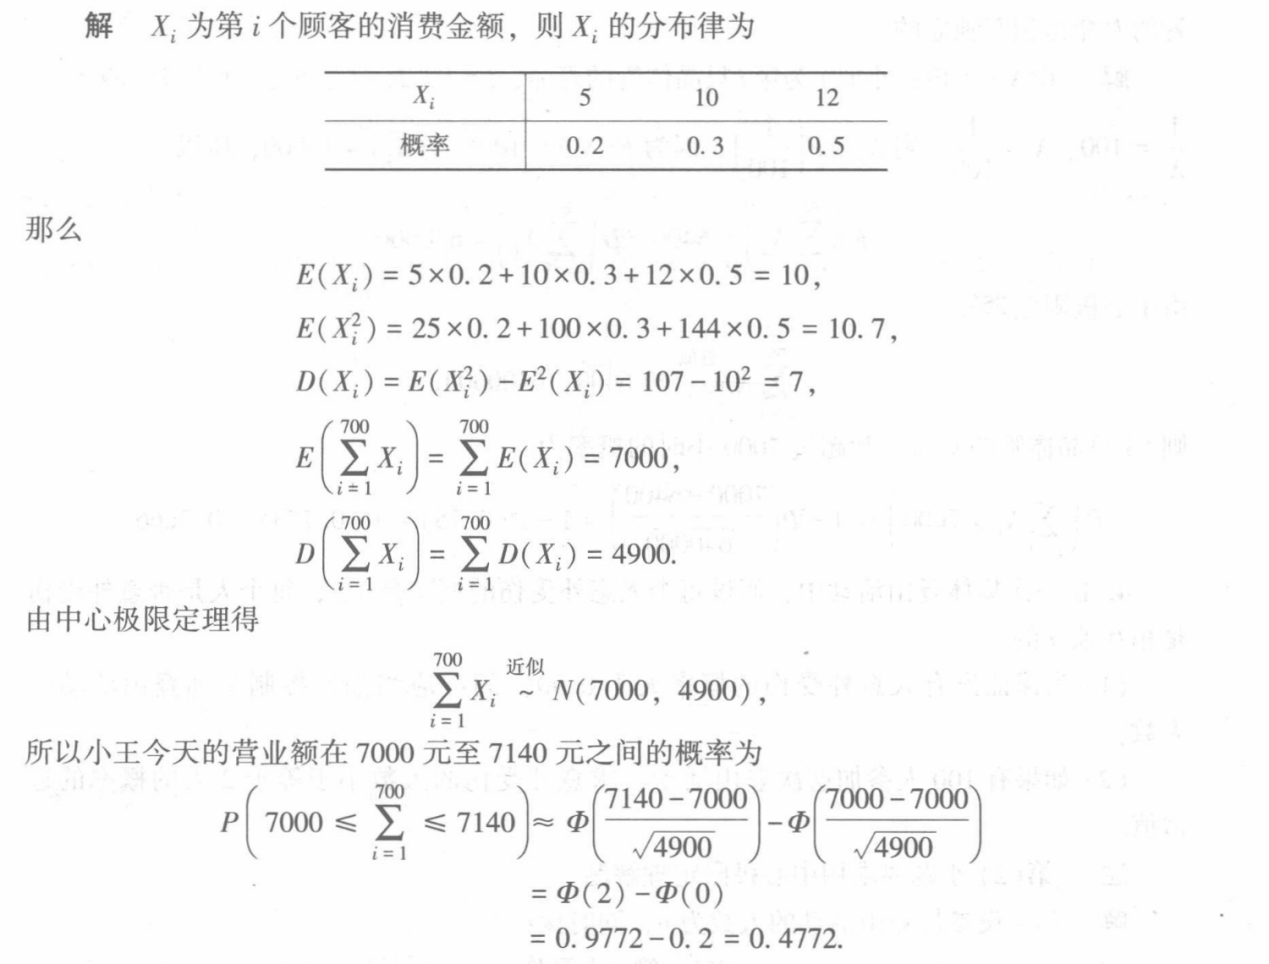 解 X_i 为第 i 个顾客的消费金额，则 X_i 的分布律为
X_i 5 10 12
概率 0.2 0.3 0.5
那么
E(X_i) = 5×0.2+10×0.3+12×0.5 = 10,
E(X_i^2) = 25×0.2+100×0.3+144×0.5 = 10.7,
D(X_i) = E(X_i^2)-E^2(X_i) = 107-10^2 = 7,
E(∑_{i=1}^{700} X_i) = ∑_{i=1}^{700} E(X_i) = 7000,
D(∑_{i=1}^{700} X_i) = ∑_{i=1}^{700} D(X_i) = 4900.
由中心极限定理得
∑_{i=1}^{700} X_i 近似 ~ N(7000, 4900),
所以小王今天的营业额在 7000 元至 7140 元之间的概率为
P(7000 ≤ ∑_{i=1}^{700} ≤ 7140) ≈ Φ((7140-7000)/√4900) - Φ((7000-7000)/√4900)
= Φ(2)-Φ(0)
= 0.9772-0.2 = 0.4772.